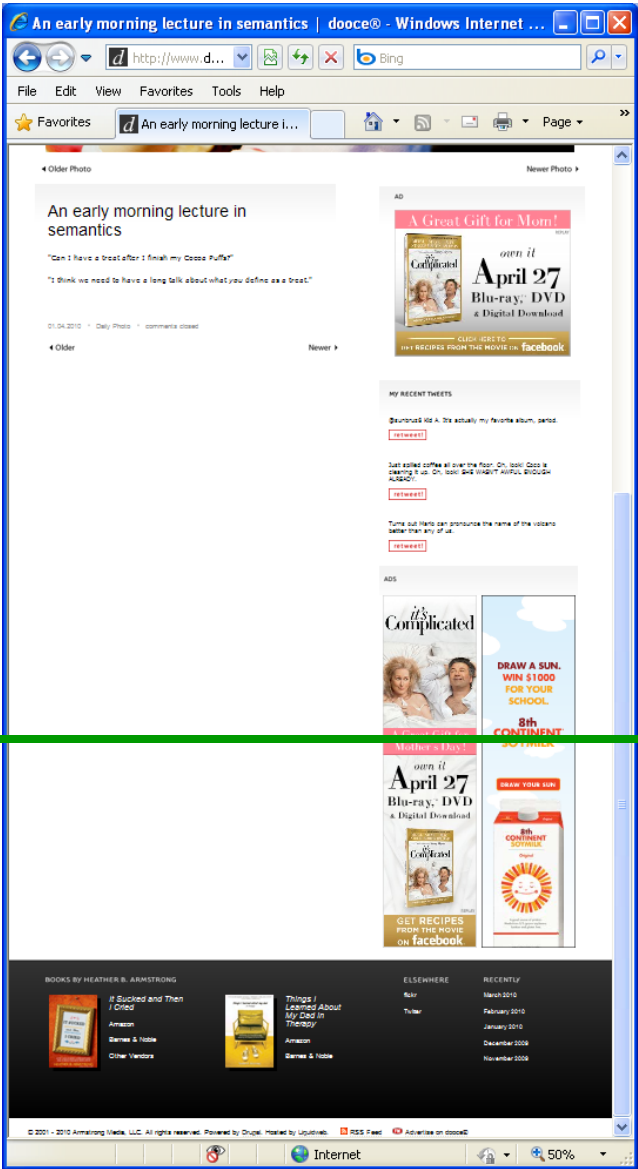 An early morning lecture in semantics | dooce® - Windows Internet ...
http://www.d...
Bing
File Edit View Favorites Tools Help
Favorites
An early morning lecture i...
Page
Older Photo
Newer Photo
An early morning lecture in
semantics
"Can I have a treat after I finish my Cocoa Puffs?"
"I think we need to have a long talk about what you define as a treat."
01.04.2010 * Daily Photo * comments closed
Older
Newer
AD
A Great Gift for Mom!
it's
Complicated
own it
April 27
Blu-ray, DVD
& Digital Download
CLICK HERE TO
GET RECIPES FROM THE MOVIE ON facebook
MY RECENT TWEETS
@sunbrus8 Kid A. It's actually my favorite album, period.
retweet!
Just spilled coffee all over the floor. Oh, look! Coco is
cleaning it up. Oh, look! SHE WASN'T AWFUL ENOUGH
ALREADY.
retweet!
Turns out Marlo can pronounce the name of the volcano
better than any of us.
retweet!
ADS
it's
Complicated
A Great Gift for
Mother's Day!
own it
April 27
Blu-ray, DVD
& Digital Download
Complicated
GET RECIPES
FROM THE MOVIE
ON facebook
DRAW A SUN.
WIN $1000
FOR YOUR
SCHOOL.
8th
CONTINENT
SOYMILK
DRAW YOUR SUN
8th
CONTINENT
SOYMILK
Original
BOOKS BY HEATHER B. ARMSTRONG
It Sucked and Then
I Cried
Amazon
Barnes & Noble
Other Vendors
Things I
Learned About
My Dad in
Therapy
Amazon
Barnes & Noble
ELSEWHERE
flickr
Twitter
RECENTLY
March 2010
February 2010
January 2010
December 2009
November 2009
© 2001 - 2010 Armstrong Media, LLC. All rights reserved. Powered by Drupal. Hosted by Liquidweb. RSS Feed Advertise on dooce®
Internet
50%